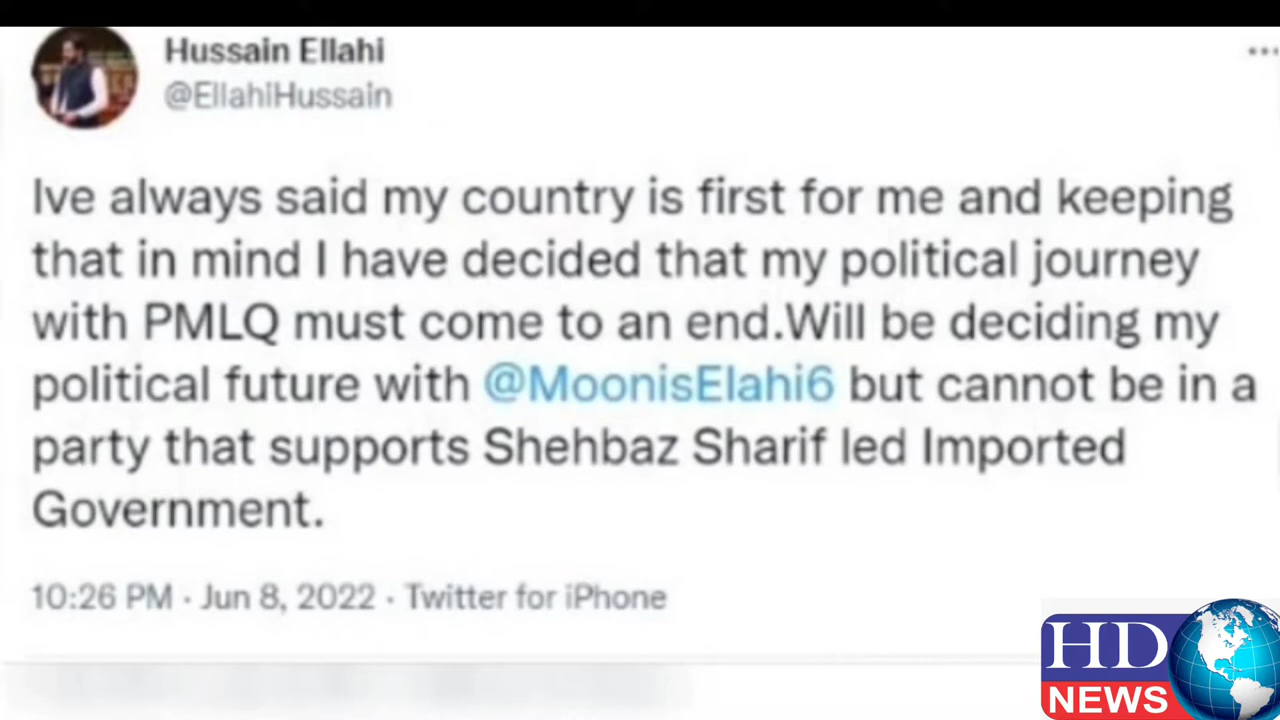 Hussain Ellahi
@EllahiHussain
Ive always said my country is first for me and keeping
that in mind I have decided that my political journey
with PMLQ must come to an end.Will be deciding my
political future with @MoonisElahi6 but cannot be in a
party that supports Shehbaz Sharif led Imported
Government.
10:26 PM · Jun 8, 2022 · Twitter for iPhone
HD
NEWS